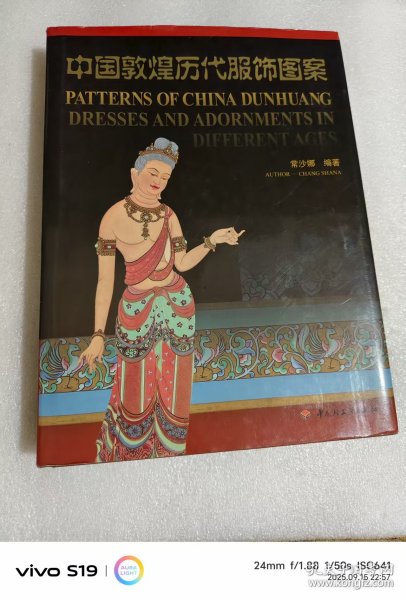 中国敦煌历代服饰图案
PATTERNS OF CHINA DUNHUANG
DRESSES AND ADORNMENTS IN
DIFFERENT AGES
常沙娜 编著
AUTHOR CHANG SHANA
vivo S19
AURA
LIGHT
24mm f/1.88 1/50s ISO641
2025.09.15 22:57